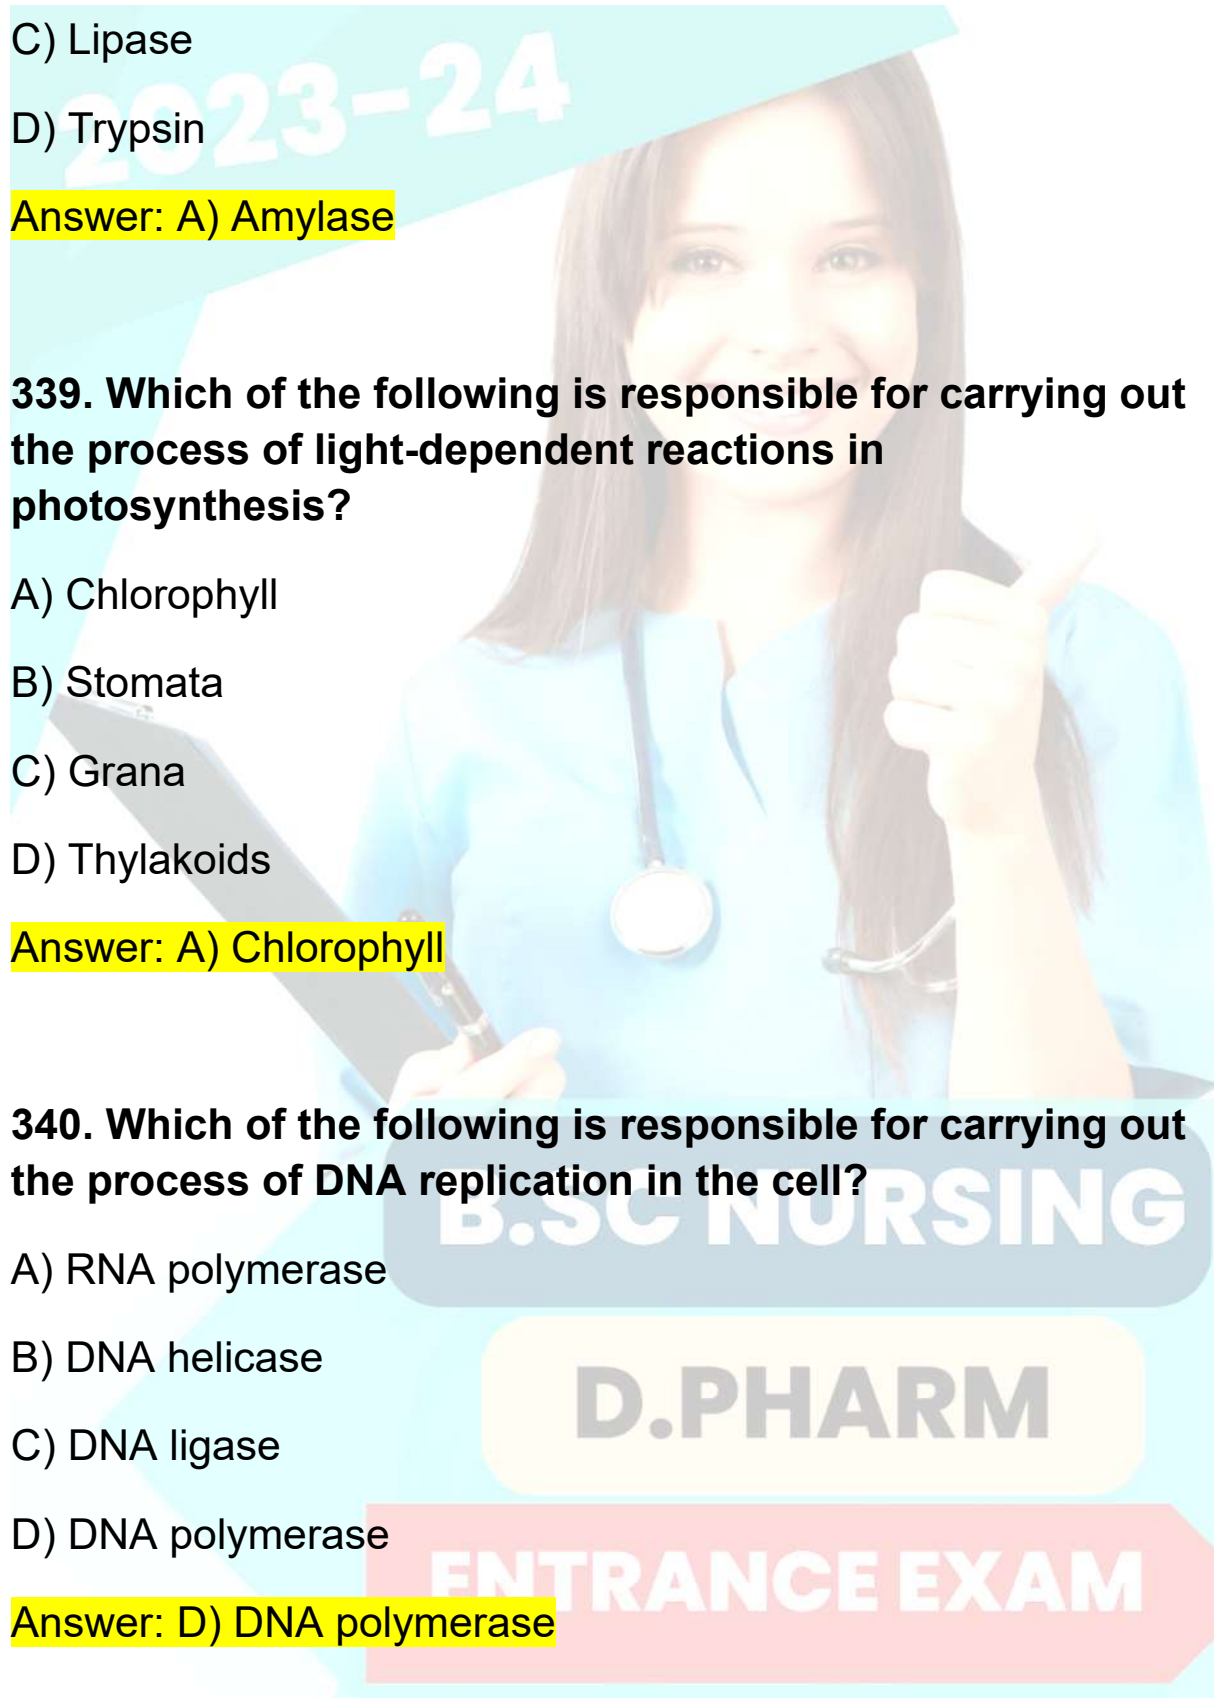 C) Lipase
2023-24
D) Trypsin
Answer: A) Amylase
339. Which of the following is responsible for carrying out
the process of light-dependent reactions in
photosynthesis?
A) Chlorophyll
B) Stomata
C) Grana
D) Thylakoids
Answer: A) Chlorophyll
340. Which of the following is responsible for carrying out
the process of DNA replication in the cell?
B.SC NURSING
A) RNA polymerase
B) DNA helicase
D.PHARM
C) DNA ligase
D) DNA polymerase
ENTRANCE EXAM
Answer: D) DNA polymerase